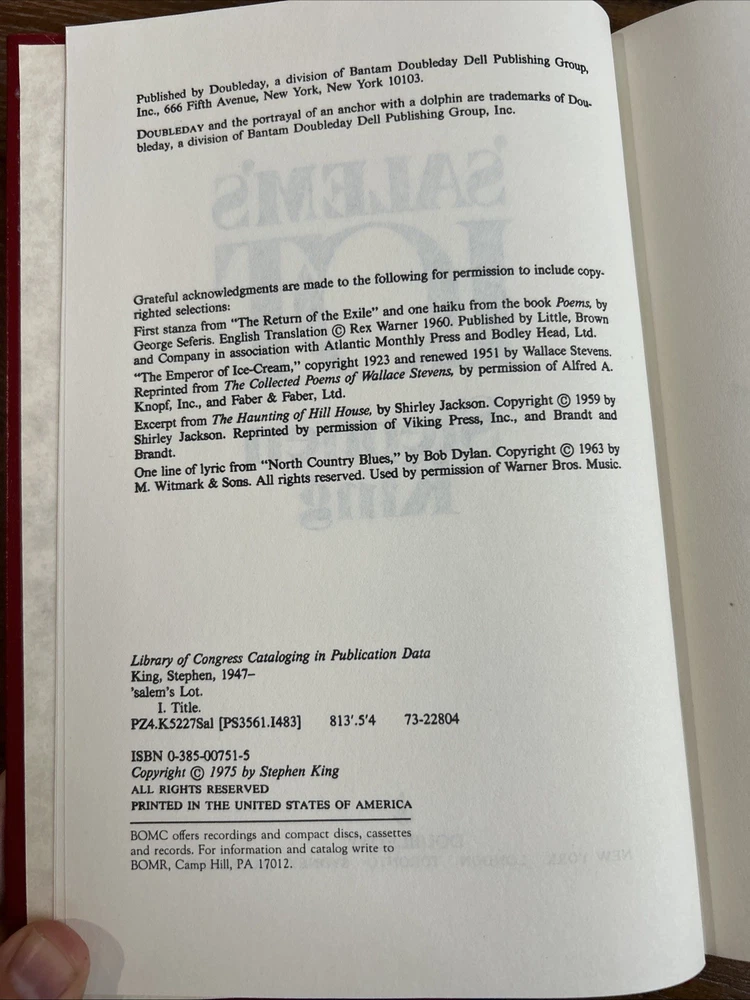 Published by Doubleday, a division of Bantam Doubleday Dell Publishing Group,
Inc., 666 Fifth Avenue, New York, New York 10103.
DOUBLEDAY and the portrayal of an anchor with a dolphin are trademarks of Dou-
bleday, a division of Bantam Doubleday Dell Publishing Group, Inc.
'SALEM'S
LOT
King
Grateful acknowledgments are made to the following for permission to include copy-
righted selections:
First stanza from “The Return of the Exile” and one haiku from the book Poems, by
George Seferis. English Translation © Rex Warner 1960. Published by Little, Brown
and Company in association with Atlantic Monthly Press and Bodley Head, Ltd.
“The Emperor of Ice-Cream,” copyright 1923 and renewed 1951 by Wallace Stevens.
Reprinted from The Collected Poems of Wallace Stevens, by permission of Alfred A.
Knopf, Inc., and Faber & Faber, Ltd.
Excerpt from The Haunting of Hill House, by Shirley Jackson. Copyright © 1959 by
Shirley Jackson. Reprinted by permission of Viking Press, Inc., and Brandt and
Brandt.
One line of lyric from “North Country Blues,” by Bob Dylan. Copyright © 1963 by
M. Witmark & Sons. All rights reserved. Used by permission of Warner Bros. Music.
Library of Congress Cataloging in Publication Data
King, Stephen, 1947–
'salem's Lot.
I. Title.
PZ4.K5227Sal [PS3561.I483] 813'.5'4 73-22804
ISBN 0-385-00751-5
Copyright © 1975 by Stephen King
ALL RIGHTS RESERVED
PRINTED IN THE UNITED STATES OF AMERICA
BOMC offers recordings and compact discs, cassettes
and records. For information and catalog write to
BOMR, Camp Hill, PA 17012.
NEW YORK